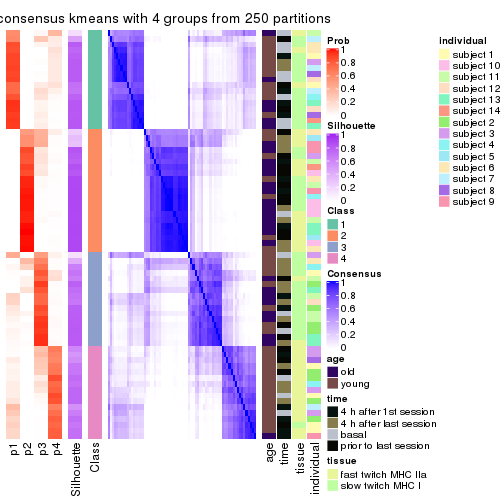 consensus kmeans with 4 groups from 250 partitions
p1
p2
p3
p4
Silhouette
Class
age
time
tissue
individual
Prob
1
0.8
0.6
0.4
0.2
0
Silhouette
1
0.8
0.6
0.4
0.2
0
Class
1
2
3
4
Consensus
1
0.8
0.6
0.4
0.2
0
age
old
young
time
4 h after 1st session
4 h after last session
basal
prior to last session
tissue
fast twitch MHC IIa
slow twitch MHC I
individual
subject 1
subject 10
subject 11
subject 12
subject 13
subject 14
subject 2
subject 3
subject 4
subject 5
subject 6
subject 7
subject 8
subject 9